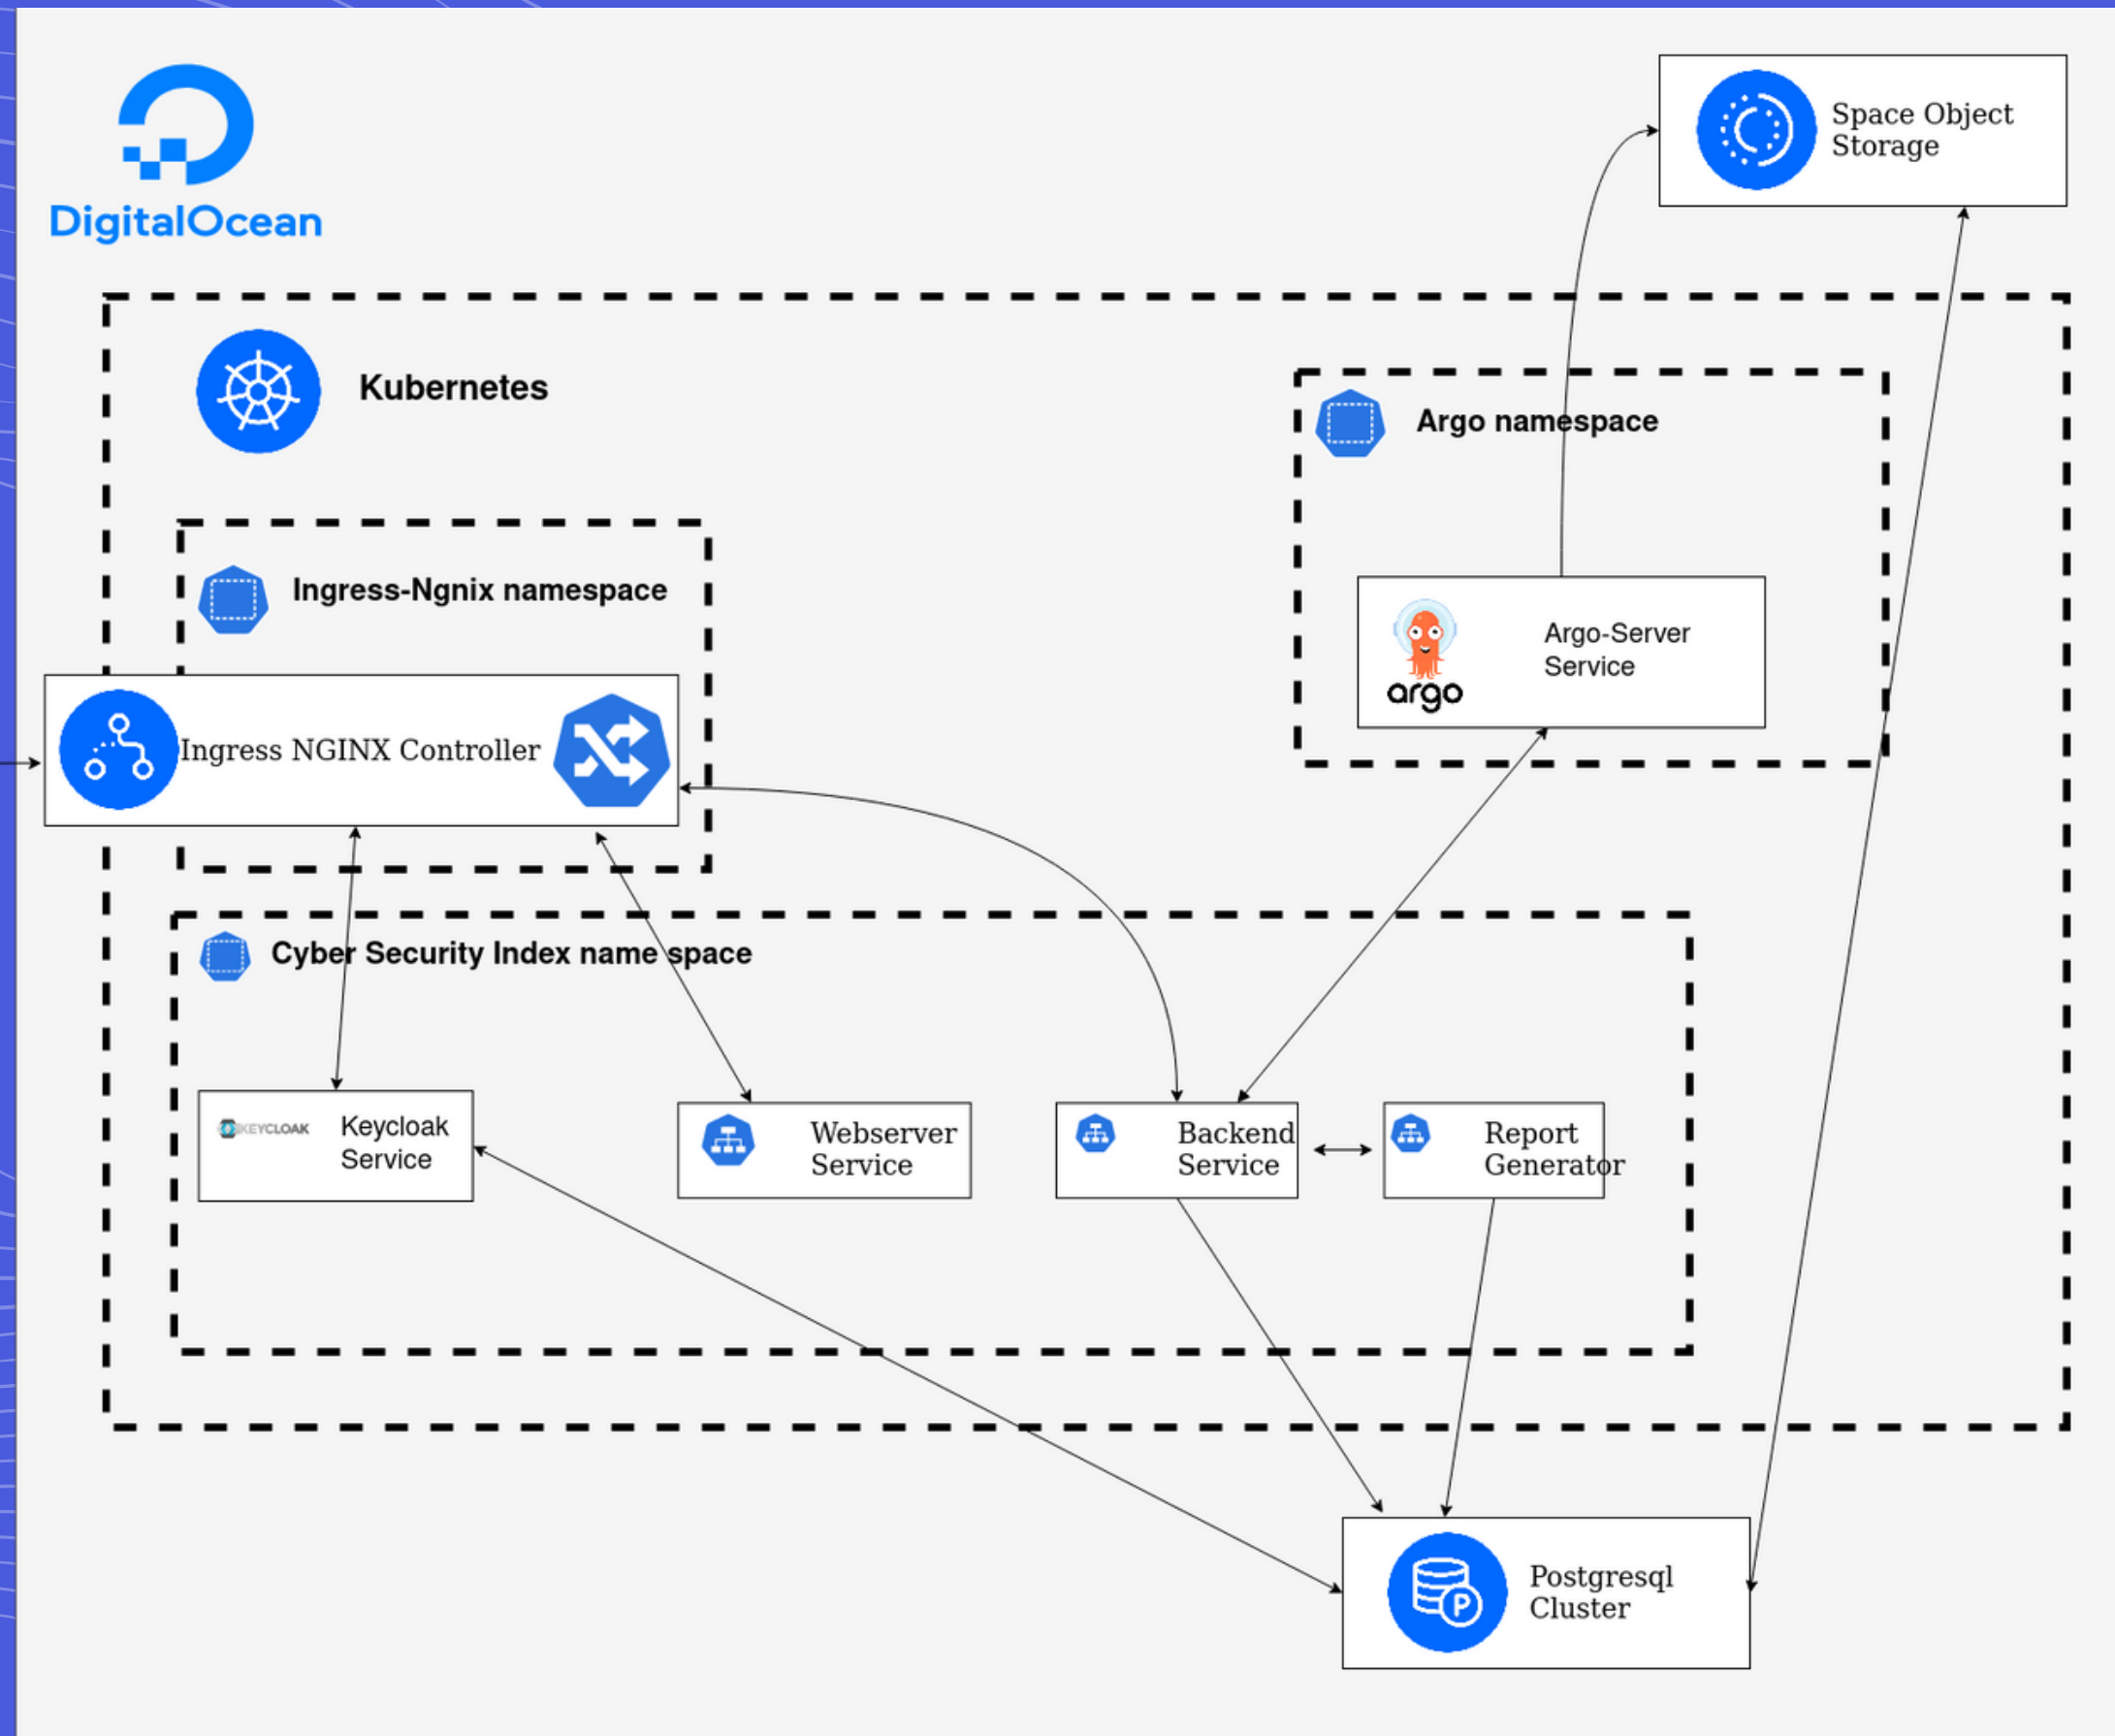 DigitalOcean
Space Object
Storage
Kubernetes
Argo namespace
Ingress-Ngnix namespace
Argo-Server
Service
argo
Ingress NGINX Controller
Cyber Security Index name space
KEYCLOAK
Keycloak
Service
Webserver
Service
Backend
Service
Report
Generator
P
Postgresql
Cluster